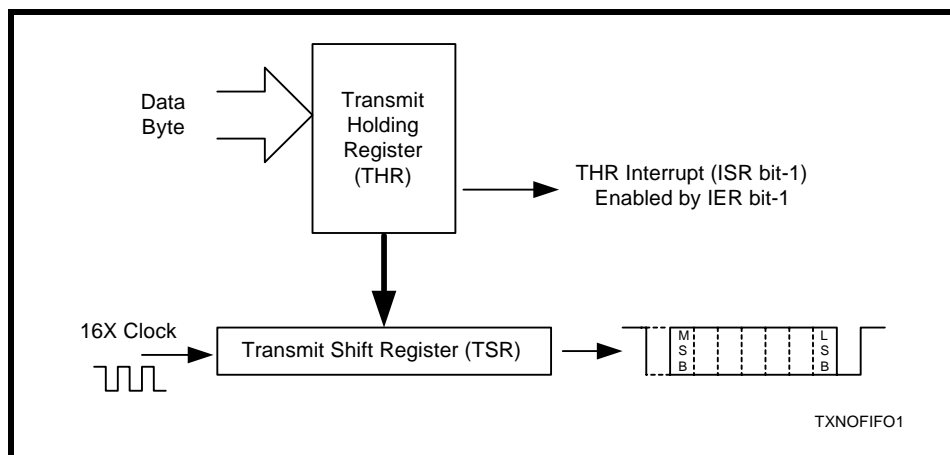 Data
Byte
Transmit
Holding
Register
(THR)
THR Interrupt (ISR bit-1)
Enabled by IER bit-1
16X Clock
Transmit Shift Register (TSR)
M
S
B
L
S
B
TXNOFIFO1